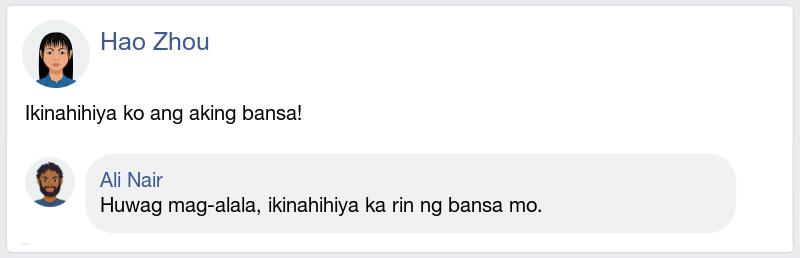 Hao Zhou
Ikinahihiya ko ang aking bansa!
Ali Nair
Huwag mag-alala, ikinahihiya ka rin ng bansa mo.